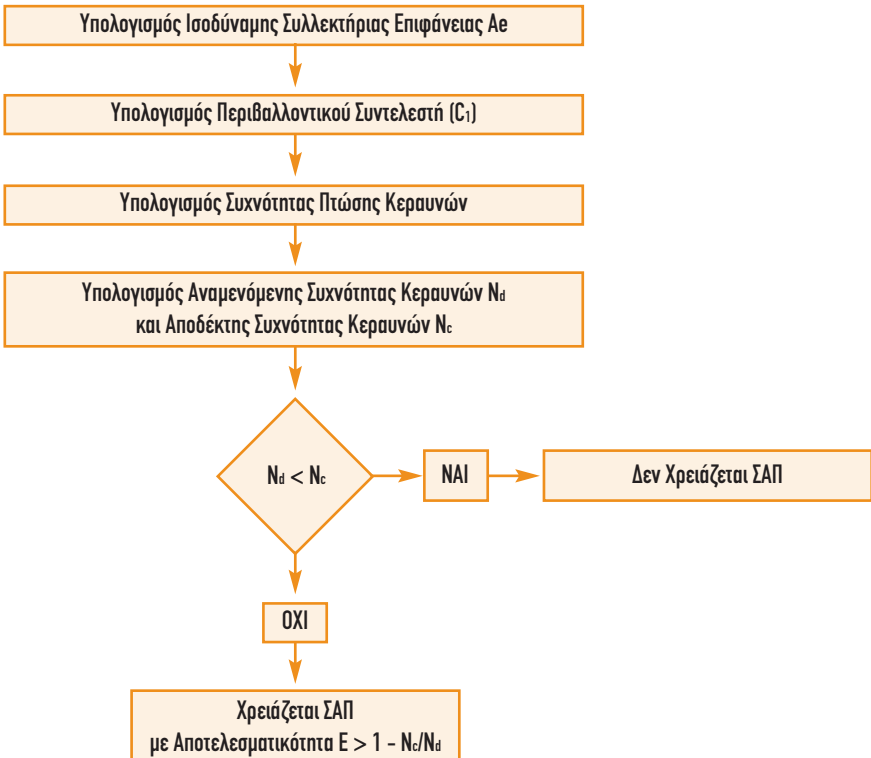 Υπολογισμός Ισοδύναμης Συλλεκτήριας Επιφάνειας Ae
Υπολογισμός Περιβαλλοντικού Συντελεστή (C₁)
Υπολογισμός Συχνότητας Πτώσης Κεραυνών
Υπολογισμός Αναμενόμενης Συχνότητας Κεραυνών Nd
και Αποδέκτης Συχνότητας Κεραυνών Nc
Nd < Nc
ΝΑΙ
Δεν Χρειάζεται ΣΑΠ
ΟΧΙ
Χρειάζεται ΣΑΠ
με Αποτελεσματικότητα E > 1 - Nc/Nd